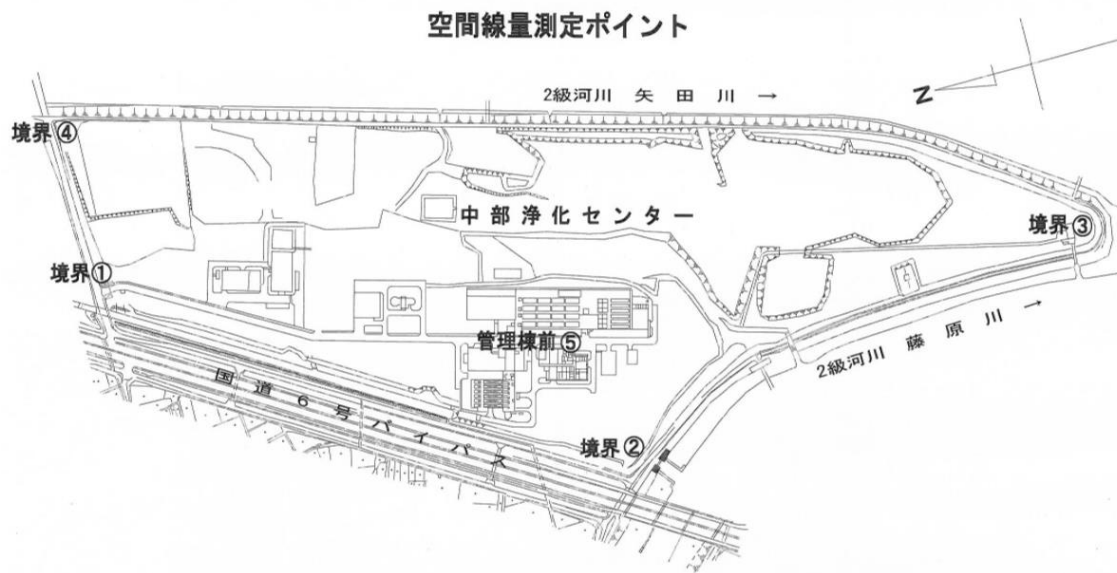 空間線量測定ポイント
N
2級河川 矢田川 →
境界④
中部浄化センター
境界③
境界①
管理棟前⑤
2級河川 藤原川 →
国道6号バイパス
境界②